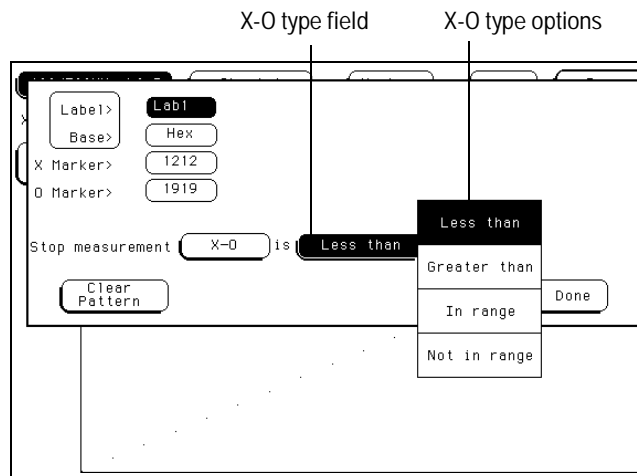 X-O type field X-O type options
Label> Lab1
Base> Hex
X Marker> 1212
O Marker> 1919
Stop measurement X-O is Less than
Less than
Greater than
In range
Not in range
Clear
Pattern
Done